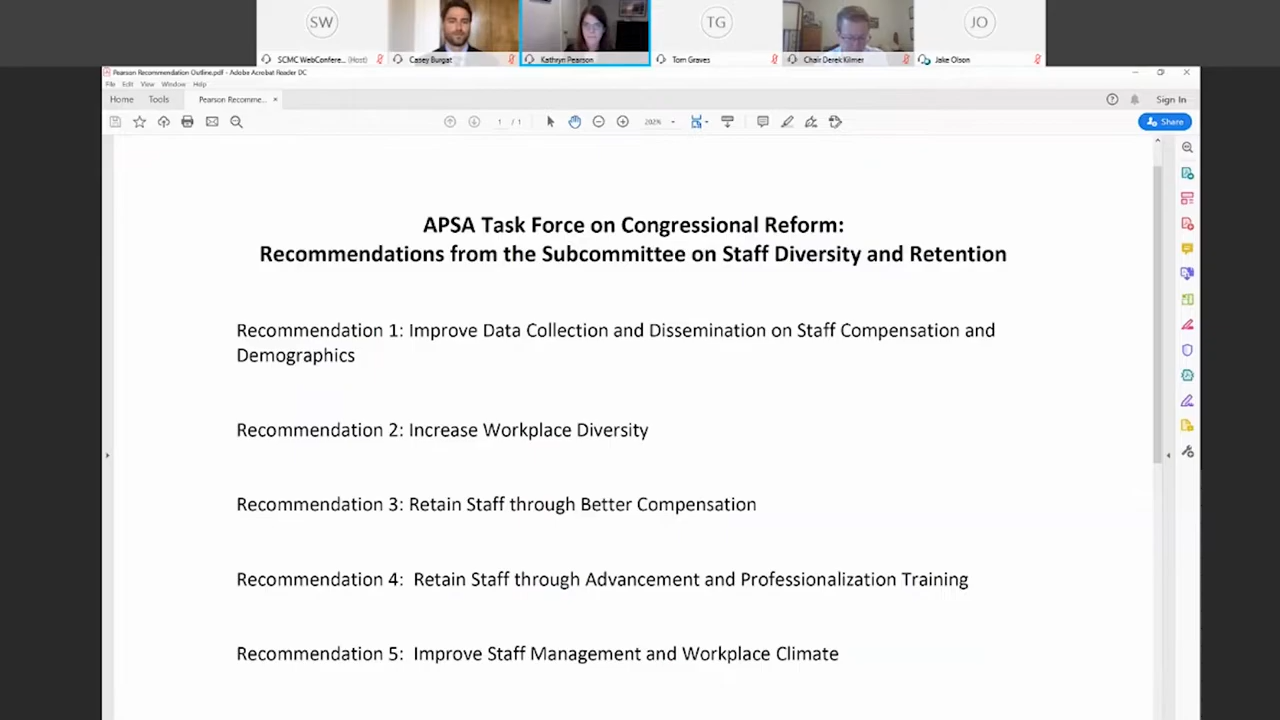 SW
TG
JO
SCMC WebConfere... (Host)
Casey Burgat
Kathryn Pearson
Tom Graves
Chair Derek Kilmer
Jake Olson
Pearson Recommendation Outline.pdf - Adobe Acrobat Reader DC
File Edit View Window Help
Home Tools Pearson Recomme... × Sign In
1 / 1 202% Share
APSA Task Force on Congressional Reform:
Recommendations from the Subcommittee on Staff Diversity and Retention
Recommendation 1: Improve Data Collection and Dissemination on Staff Compensation and
Demographics
Recommendation 2: Increase Workplace Diversity
Recommendation 3: Retain Staff through Better Compensation
Recommendation 4: Retain Staff through Advancement and Professionalization Training
Recommendation 5: Improve Staff Management and Workplace Climate